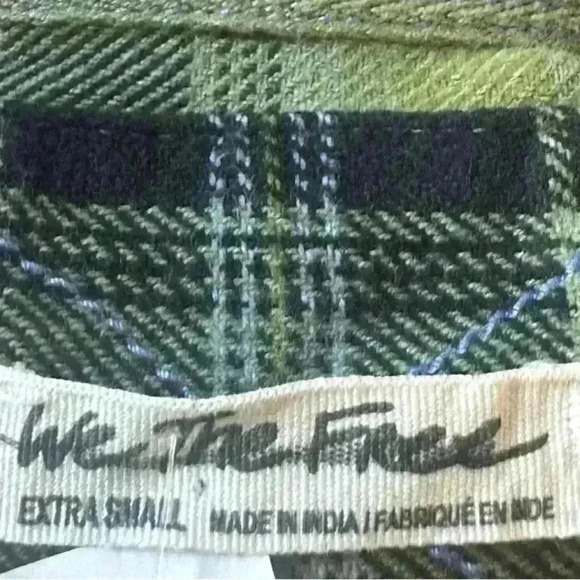 We The Free
EXTRA SMALL MADE IN INDIA / FABRIQUÉ EN INDE